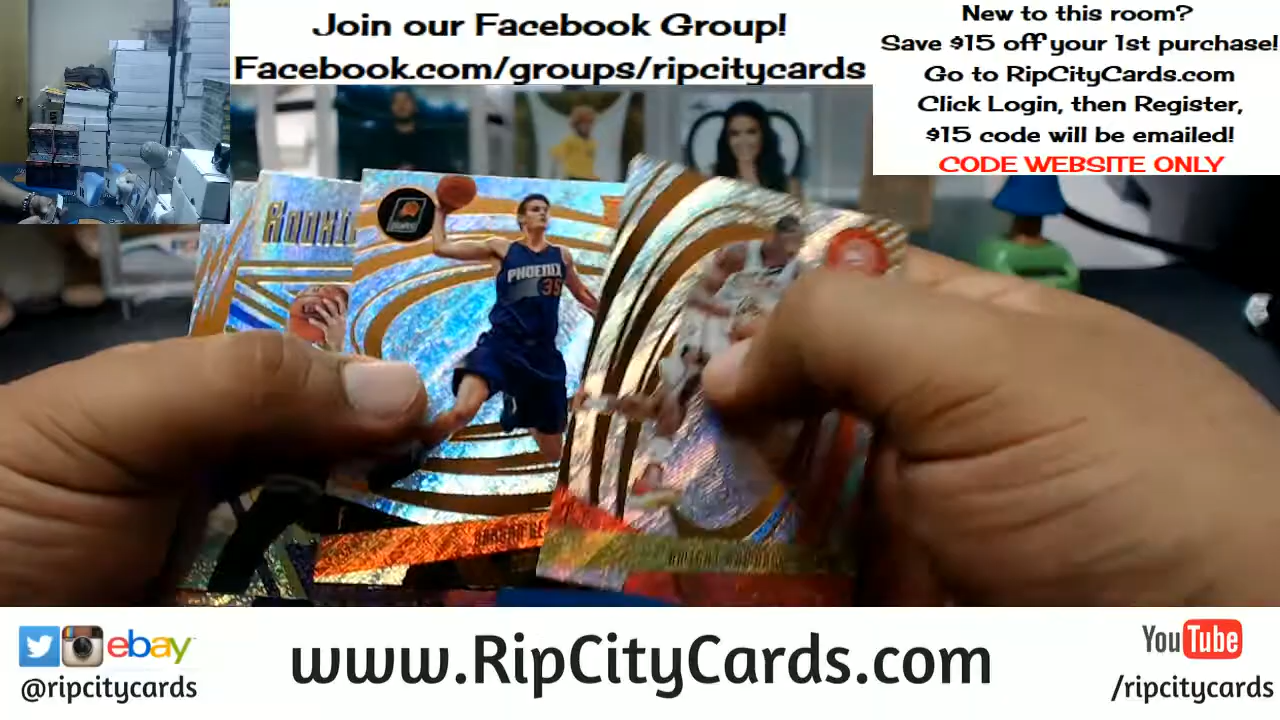 Join our Facebook Group!
Facebook.com/groups/ripcitycards
New to this room?
Save $15 off your 1st purchase!
Go to RipCityCards.com
Click Login, then Register,
$15 code will be emailed!
CODE WEBSITE ONLY
PHOENIX
35
ebay
@ripcitycards
www.RipCityCards.com
YouTube
/ripcitycards